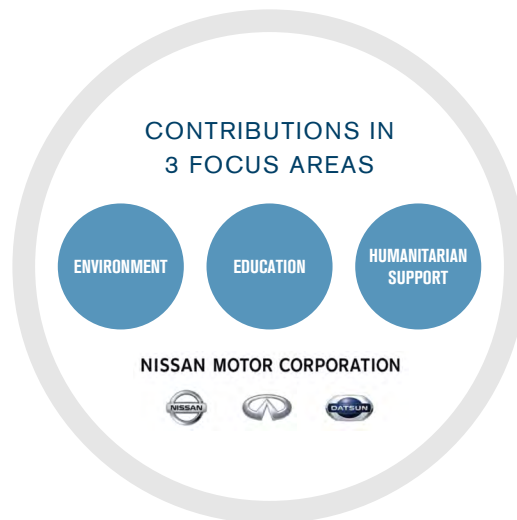 CONTRIBUTIONS IN
3 FOCUS AREAS
ENVIRONMENT
EDUCATION
HUMANITARIAN
SUPPORT
NISSAN MOTOR CORPORATION
NISSAN
DATSUN